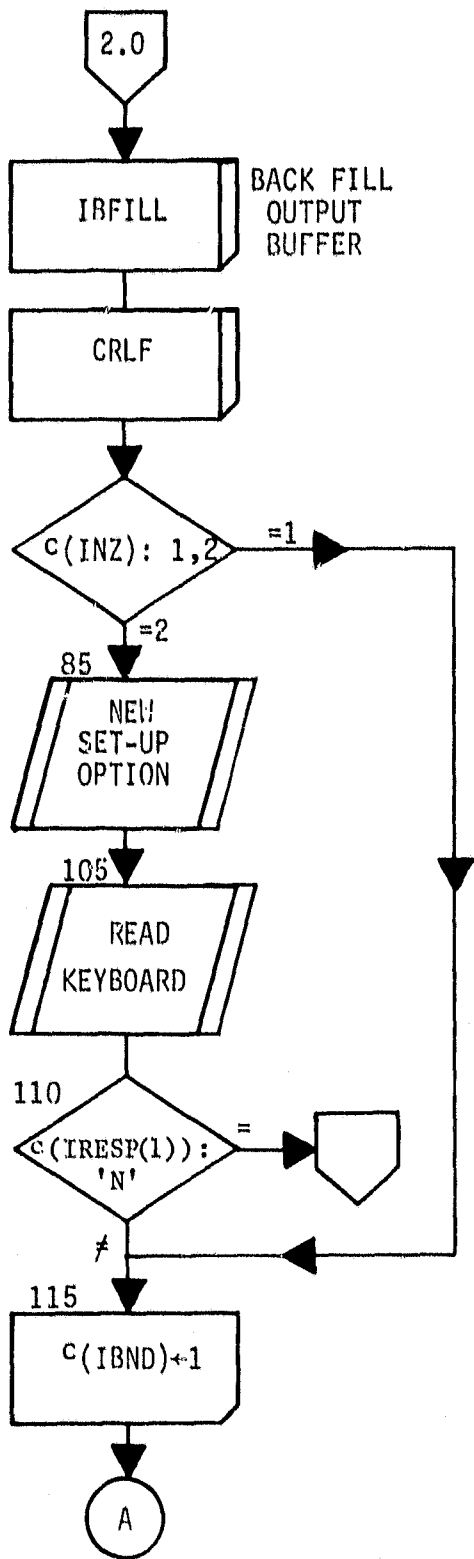 2.0
IBFILL
BACK FILL
OUTPUT
BUFFER
CRLF
c(INZ): 1,2
=1
=2
85
NEW
SET-UP
OPTION
105
READ
KEYBOARD
110
c(IRESP(1)):
'N'
=
≠
115
c(IBND)←1
A